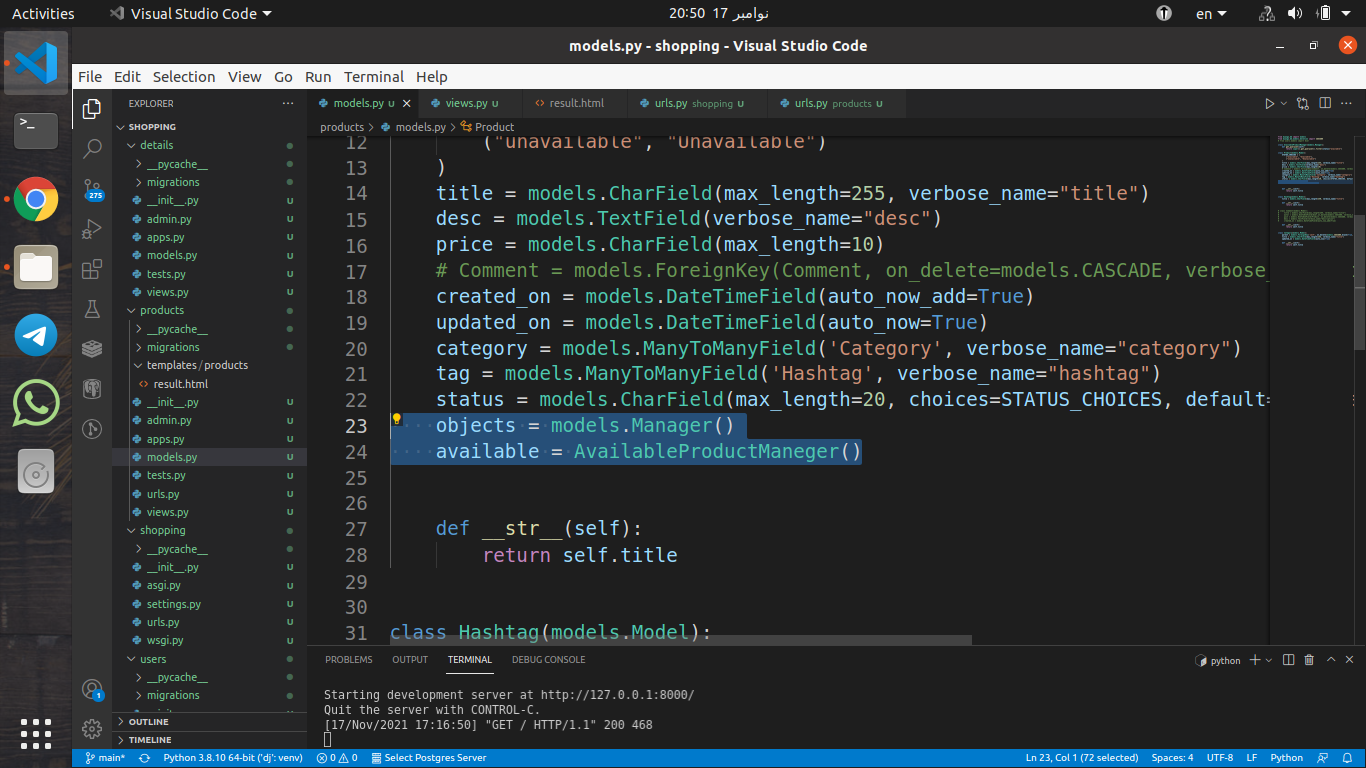 Activities
Visual Studio Code
20:50 نوامبر 17
en
models.py - shopping - Visual Studio Code
File Edit Selection View Go Run Terminal Help
EXPLORER
SHOPPING
details
__pycache__
migrations
__init__.py U
admin.py U
apps.py U
models.py U
tests.py U
views.py U
products
__pycache__
migrations
templates / products
result.html U
__init__.py U
admin.py U
apps.py U
models.py U
tests.py U
urls.py U
views.py U
shopping
__pycache__
__init__.py U
asgi.py U
settings.py U
urls.py U
wsgi.py U
users
__pycache__
migrations
OUTLINE
TIMELINE
275
1
models.py U
views.py U
result.html
urls.py shopping U
urls.py products U
products > models.py > Product
12 ("unavailable", "Unavailable")
13 )
14 title = models.CharField(max_length=255, verbose_name="title")
15 desc = models.TextField(verbose_name="desc")
16 price = models.CharField(max_length=10)
17 # Comment = models.ForeignKey(Comment, on_delete=models.CASCADE, verbose_
18 created_on = models.DateTimeField(auto_now_add=True)
19 updated_on = models.DateTimeField(auto_now=True)
20 category = models.ManyToManyField('Category', verbose_name="category")
21 tag = models.ManyToManyField('Hashtag', verbose_name="hashtag")
22 status = models.CharField(max_length=20, choices=STATUS_CHOICES, default=
23 objects = models.Manager()
24 available = AvailableProductManeger()
25
26
27 def __str__(self):
28 return self.title
29
30
31 class Hashtag(models.Model):
PROBLEMS OUTPUT TERMINAL DEBUG CONSOLE
python
Starting development server at http://127.0.0.1:8000/
Quit the server with CONTROL-C.
[17/Nov/2021 17:16:50] "GET / HTTP/1.1" 200 468
main* Python 3.8.10 64-bit ('dj': venv) 0 0 Select Postgres Server Ln 23, Col 1 (72 selected) Spaces: 4 UTF-8 LF Python